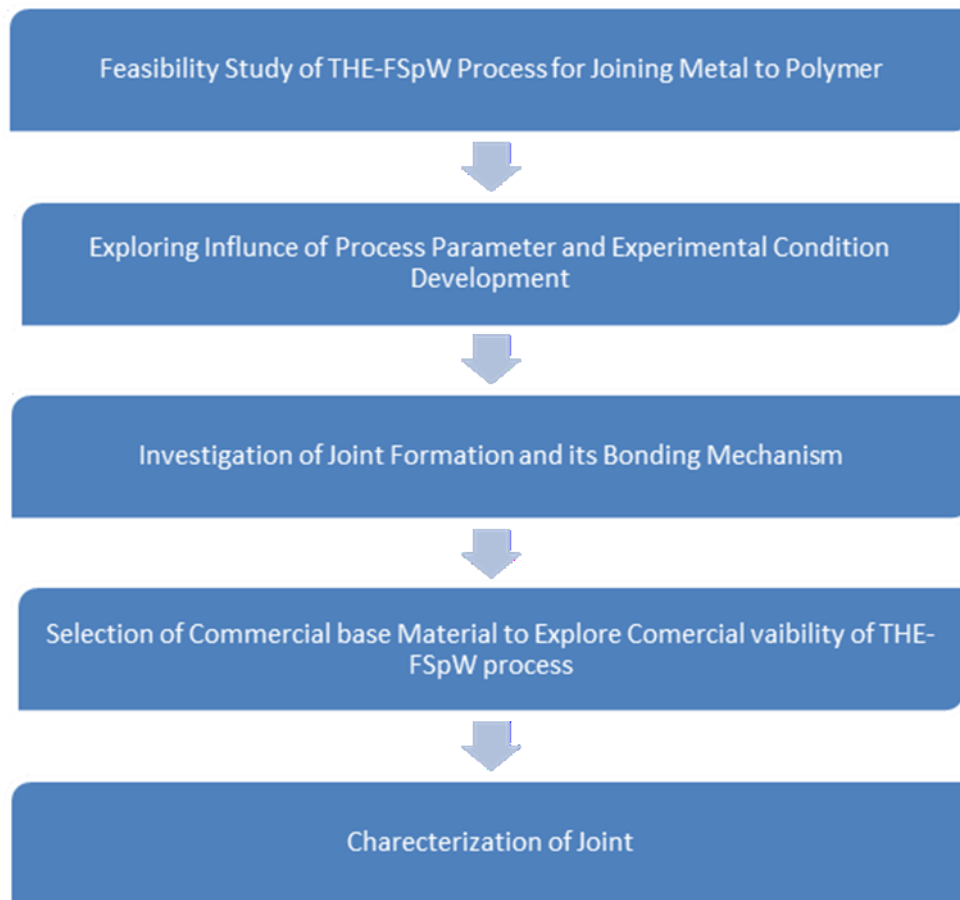 Feasibility Study of THE-FSpW Process for Joining Metal to Polymer
Exploring Influnce of Process Parameter and Experimental Condition
Development
Investigation of Joint Formation and its Bonding Mechanism
Selection of Commercial base Material to Explore Comercial vaibility of THE-
FSpW process
Charecterization of Joint